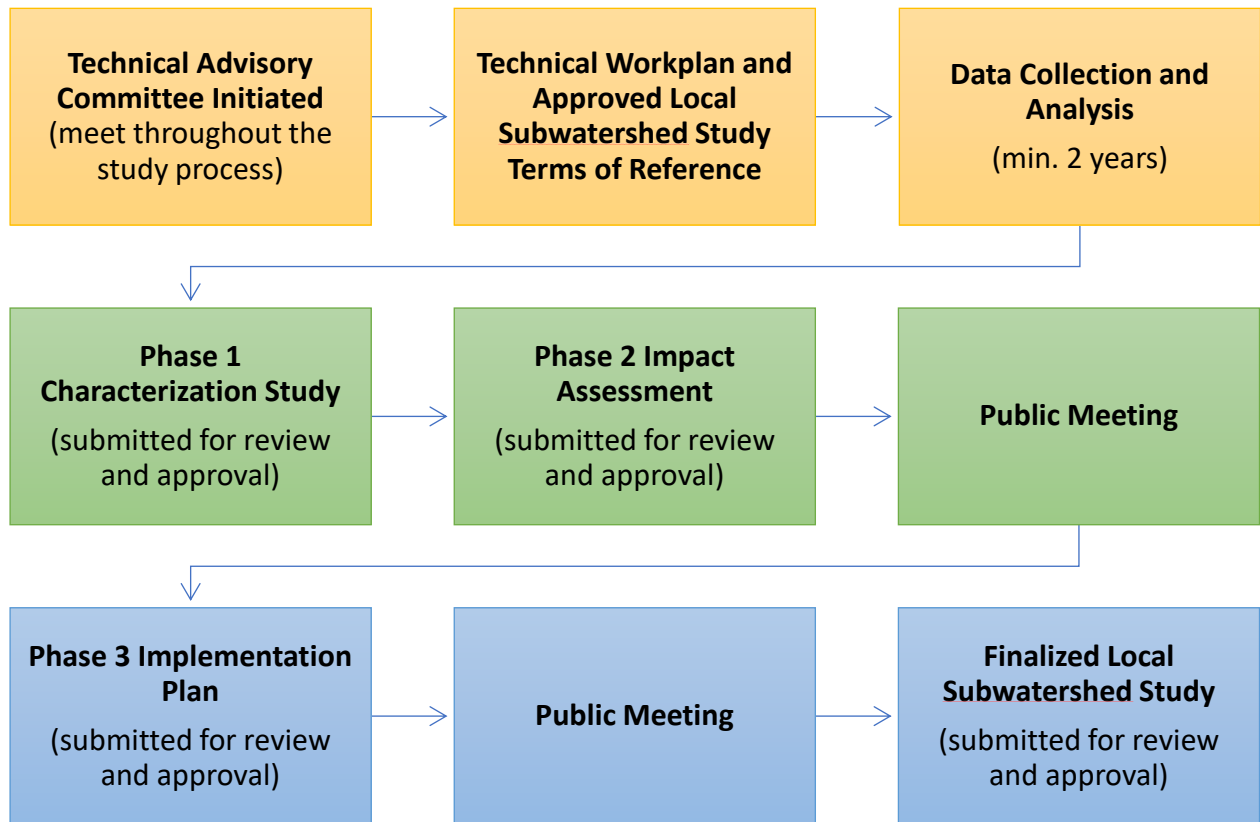 Technical Advisory
Committee Initiated
(meet throughout the
study process)
Technical Workplan and
Approved Local
Subwatershed Study
Terms of Reference
Data Collection and
Analysis
(min. 2 years)
Phase 1
Characterization Study
(submitted for review
and approval)
Phase 2 Impact
Assessment
(submitted for review
and approval)
Public Meeting
Phase 3 Implementation
Plan
(submitted for review
and approval)
Public Meeting
Finalized Local
Subwatershed Study
(submitted for review
and approval)